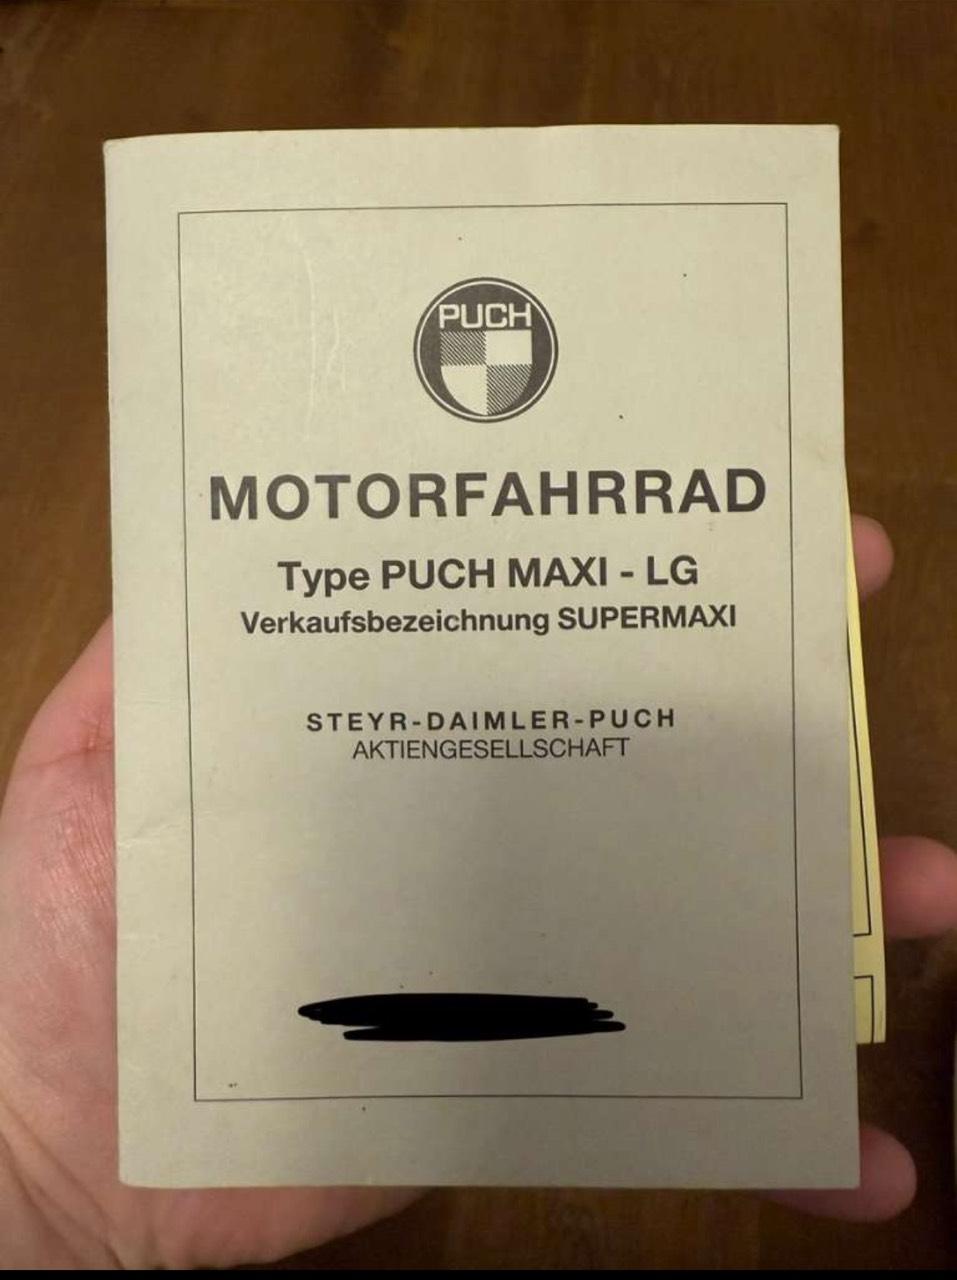 PUCH
MOTORFAHRRAD
Type PUCH MAXI - LG
Verkaufsbezeichnung SUPERMAXI
STEYR-DAIMLER-PUCH
AKTIENGESELLSCHAFT